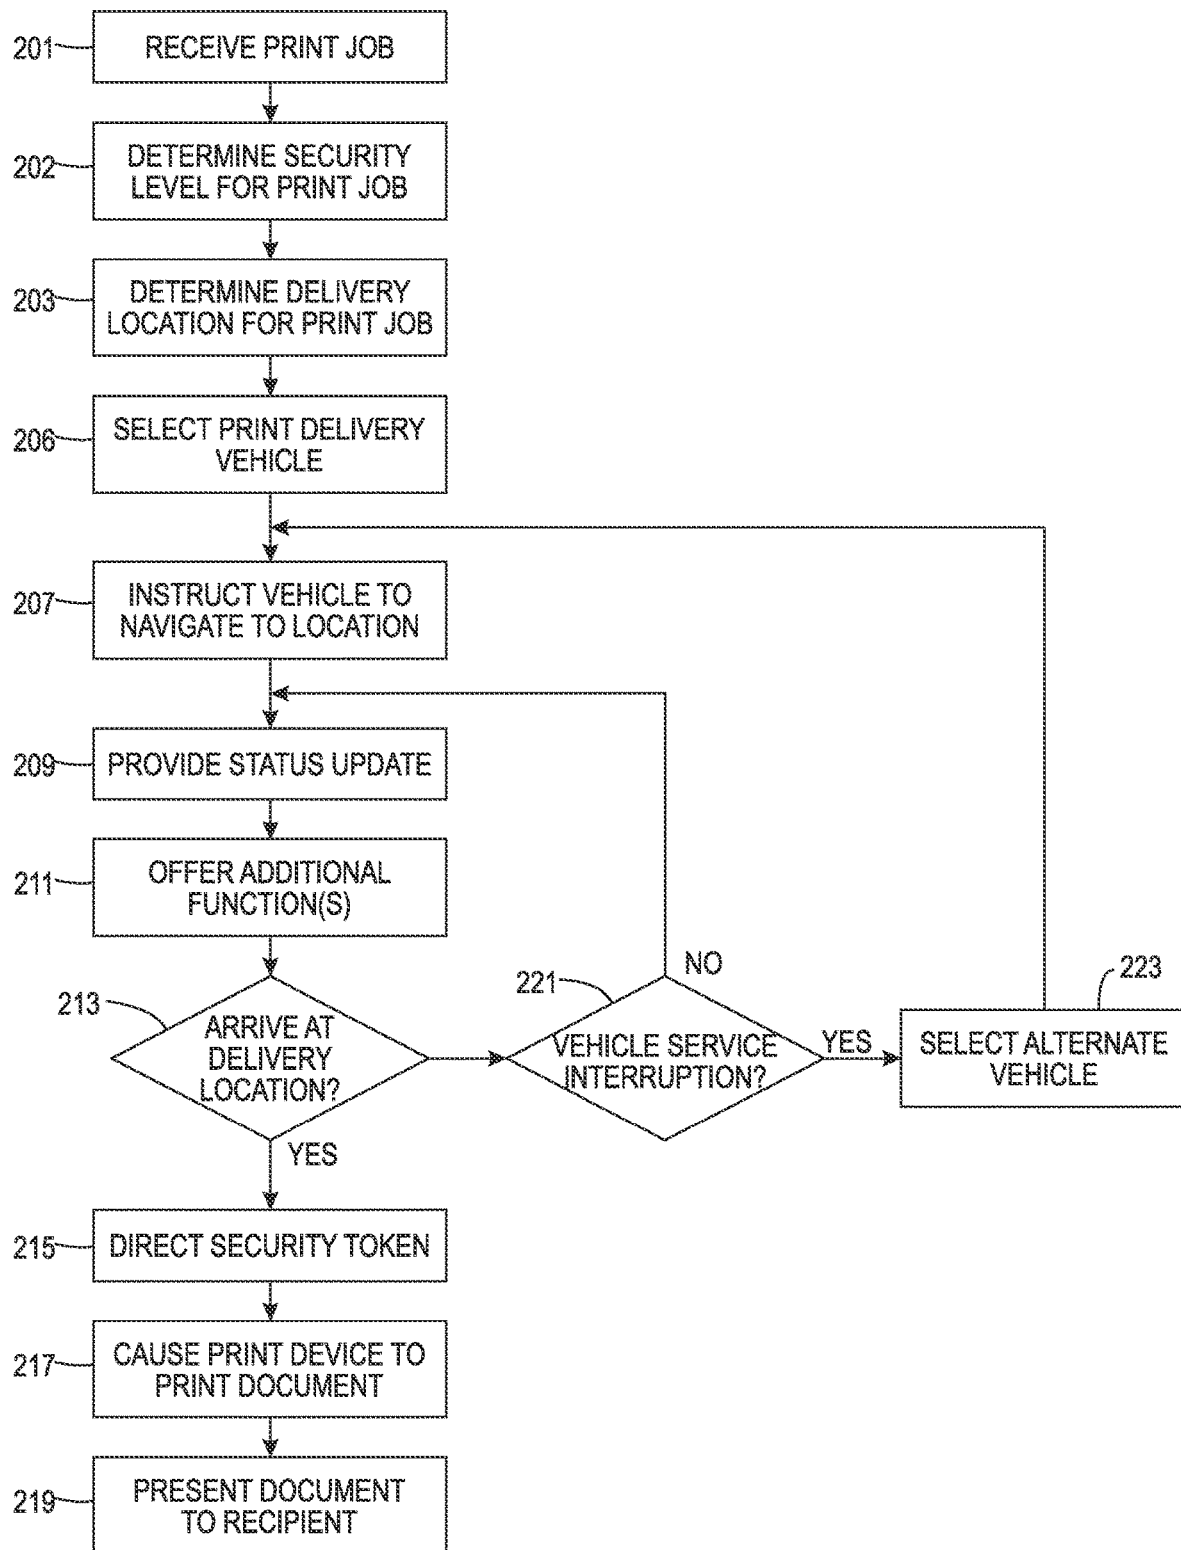 201
RECEIVE PRINT JOB
202
DETERMINE SECURITY
LEVEL FOR PRINT JOB
203
DETERMINE DELIVERY
LOCATION FOR PRINT JOB
206
SELECT PRINT DELIVERY
VEHICLE
207
INSTRUCT VEHICLE TO
NAVIGATE TO LOCATION
209
PROVIDE STATUS UPDATE
211
OFFER ADDITIONAL
FUNCTION(S)
213
ARRIVE AT
DELIVERY
LOCATION?
YES
221
NO
VEHICLE SERVICE
INTERRUPTION?
YES
223
SELECT ALTERNATE
VEHICLE
215
DIRECT SECURITY TOKEN
217
CAUSE PRINT DEVICE TO
PRINT DOCUMENT
219
PRESENT DOCUMENT
TO RECIPIENT